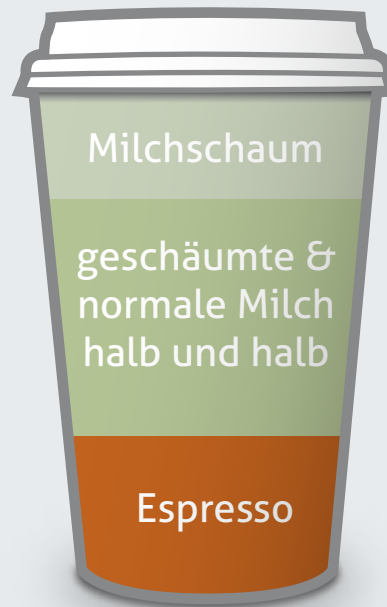 Milchschaum
geschäumte &
normale Milch
halb und halb
Espresso